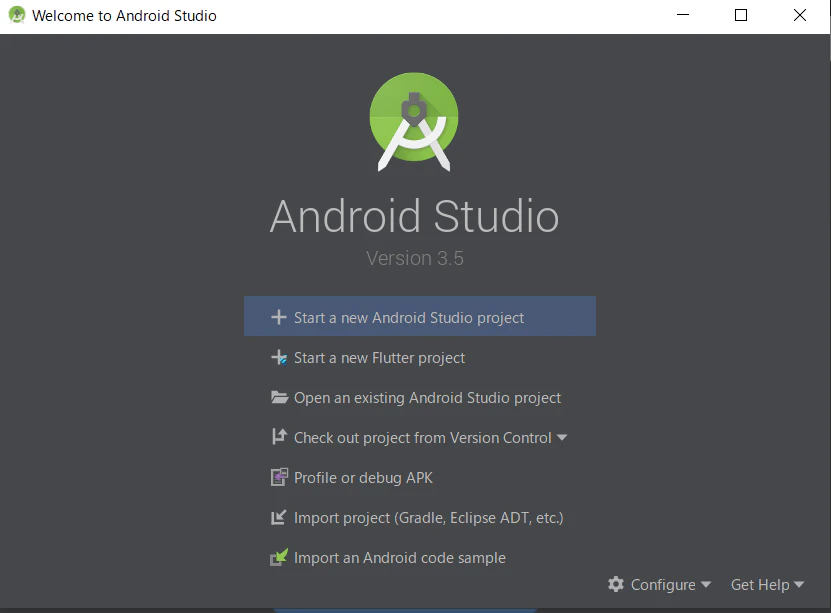 Welcome to Android Studio
Android Studio
Version 3.5
Start a new Android Studio project
Start a new Flutter project
Open an existing Android Studio project
Check out project from Version Control
Profile or debug APK
Import project (Gradle, Eclipse ADT, etc.)
Import an Android code sample
Configure Get Help